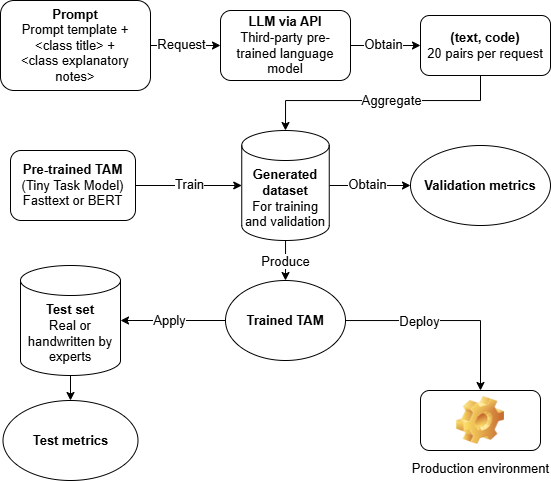 Prompt
Prompt template +
<class title> +
<class explanatory
notes>
Request
LLM via API
Third-party pre-
trained language
model
Obtain
(text, code)
20 pairs per request
Aggregate
Pre-trained TAM
(Tiny Task Model)
Fasttext or BERT
Train
Generated
dataset
For training
and validation
Obtain
Validation metrics
Produce
Test set
Real or
handwritten by
experts
Apply
Trained TAM
Deploy
Test metrics
Production environment